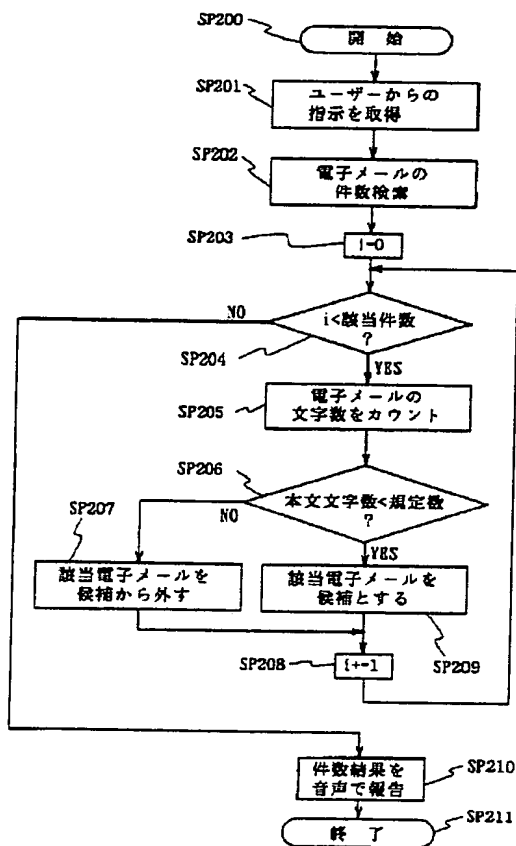 SP200
開 始
SP201
ユーザーからの
指示を取得
SP202
電子メールの
件数検索
SP203
i=0
NO
i<該当件数
?
SP204
YES
電子メールの
文字数をカウント
SP205
SP206
本文文字数<規定数
?
SP207
NO
YES
該当電子メールを
候補から外す
該当電子メールを
候補とする
SP209
SP208
i+=1
件数結果を
音声で報告
SP210
終 了
SP211